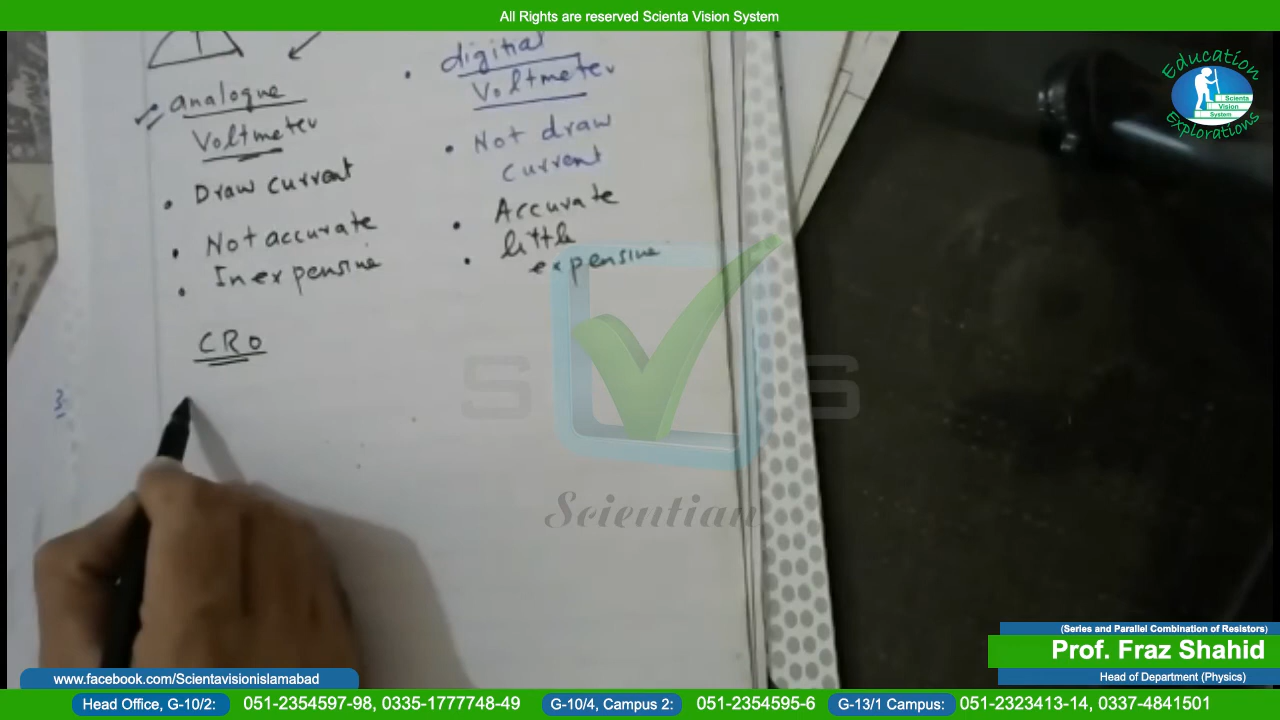 All Rights are reserved Scienta Vision System
Education
Scienta
Vision
System
Explorations
analogue
Voltmeter
• Draw current
• Not accurate
• Inexpensive
• digital
Voltmeter
• Not draw
current
• Accurate
• little
expensive
CRO
S S
Scientian
(Series and Parallel Combination of Resistors)
Prof. Fraz Shahid
Head of Department (Physics)
www.facebook.com/Scientavisionislamabad
Head Office, G-10/2: 051-2354597-98, 0335-1777748-49 G-10/4, Campus 2: 051-2354595-6 G-13/1 Campus: 051-2323413-14, 0337-4841501